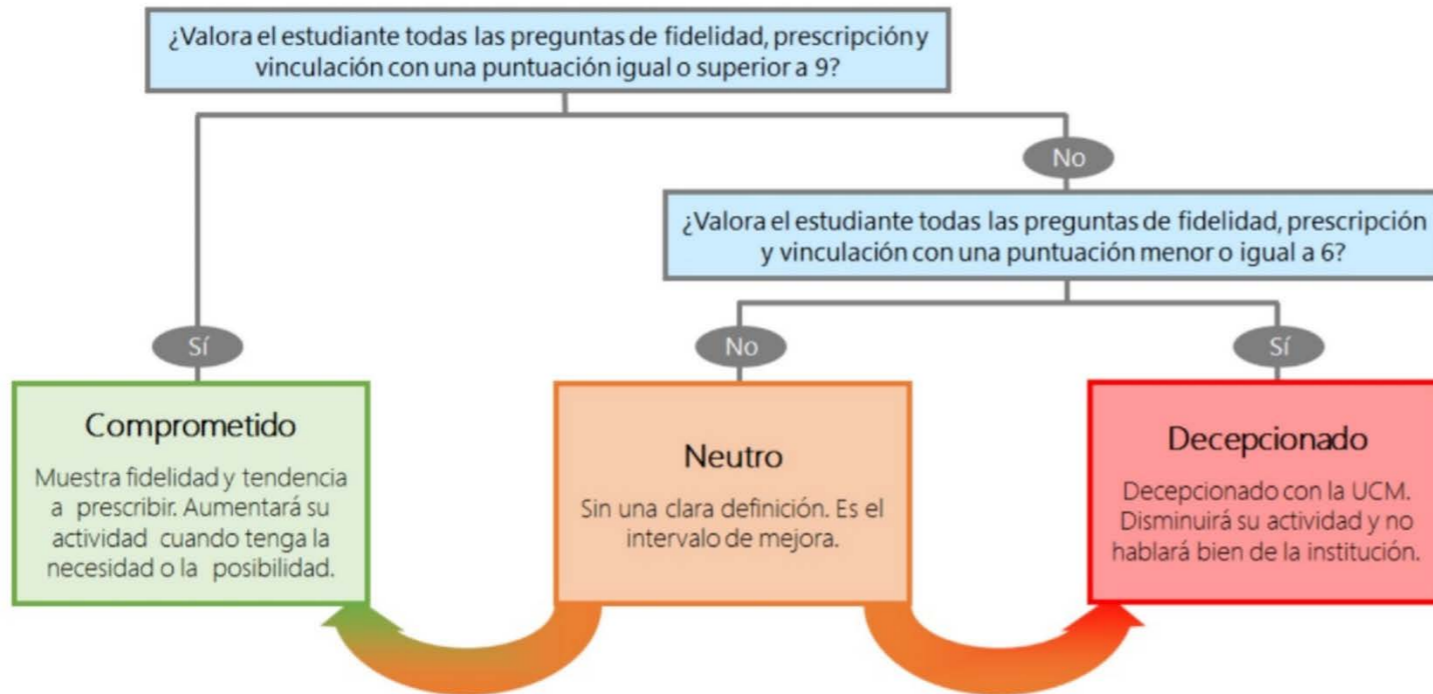 ¿Valora el estudiante todas las preguntas de fidelidad, prescripción y
vinculación con una puntuación igual o superior a 9?
No
¿Valora el estudiante todas las preguntas de fidelidad, prescripción
y vinculación con una puntuación menor o igual a 6?
Sí
No
Sí
Comprometido
Muestra fidelidad y tendencia
a prescribir. Aumentará su
actividad cuando tenga la
necesidad o la posibilidad.
Neutro
Sin una clara definición. Es el
intervalo de mejora.
Decepcionado
Decepcionado con la UCM.
Disminuirá su actividad y no
hablará bien de la institución.